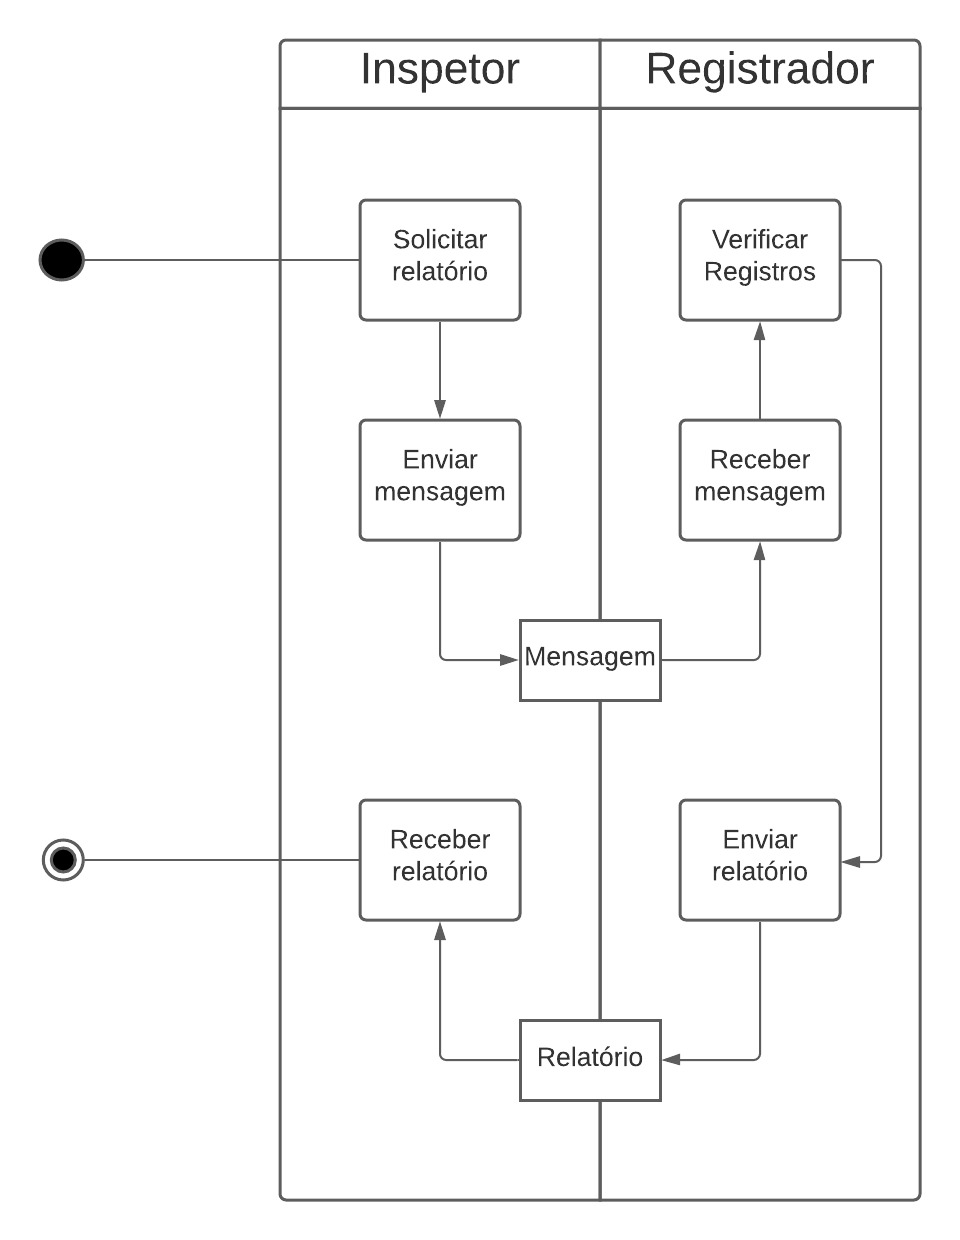 Inspetor
Registrador
Solicitar
relatório
Verificar
Registros
Enviar
mensagem
Receber
mensagem
Mensagem
Receber
relatório
Enviar
relatório
Relatório